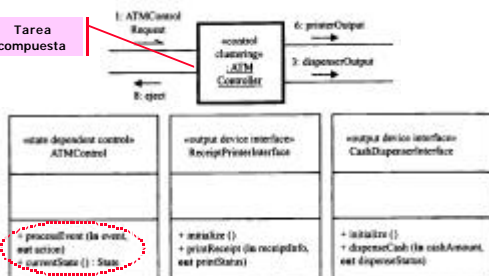 Tarea
compuesta
1: ATMControl
Request
8: eject
«control
clustering»
: ATM
Controller
6: printerOutput
3: dispenserOutput
«state dependent control»
ATMControl
+ processEvent (in event,
out action)
+ currentState () : State
«output device interface»
ReceiptPrinterInterface
+ initialize ()
+ printReceipt (in receiptInfo,
out printStatus)
«output device interface»
CashDispenserInterface
+ initialize ()
+ dispenseCash (in cashAmount,
out dispenseStatus)